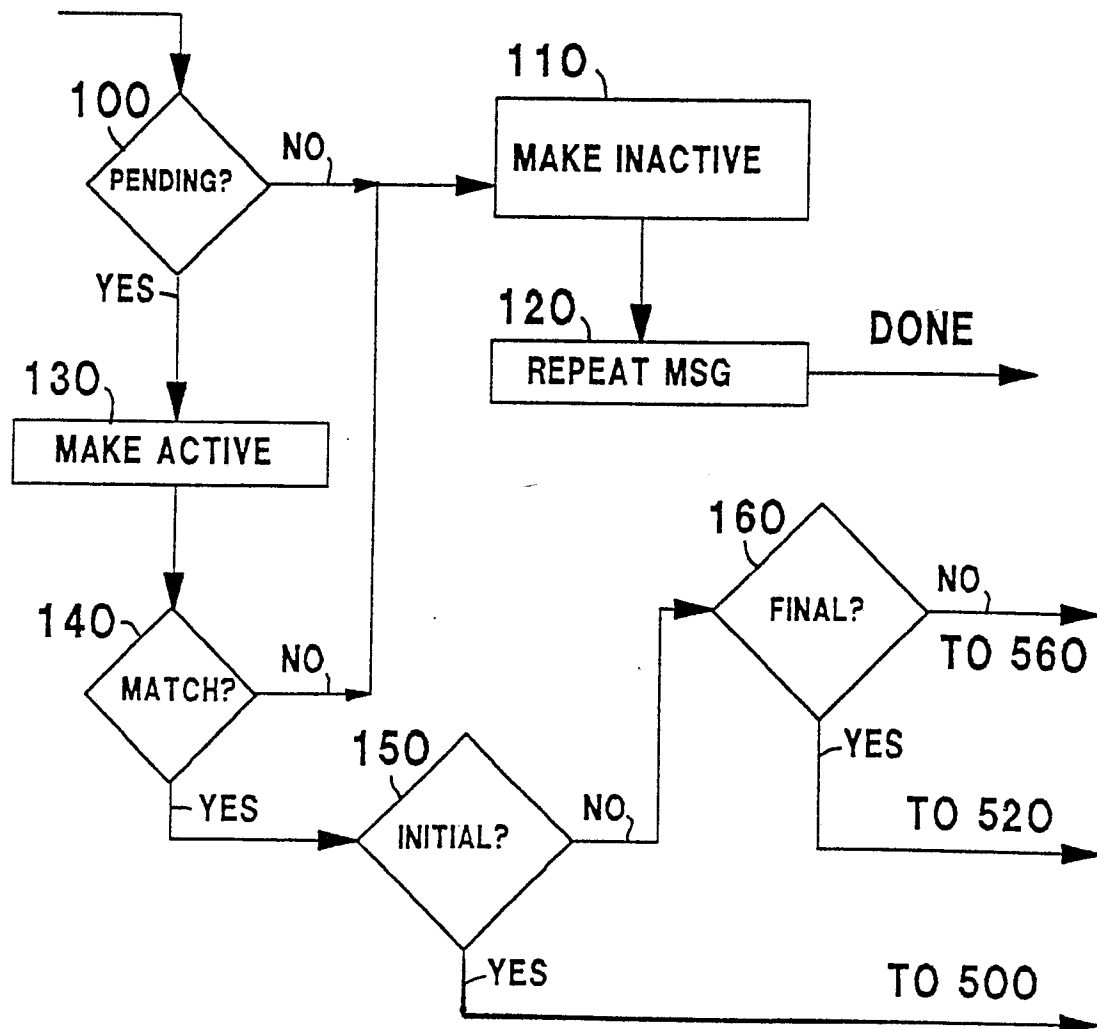 100
PENDING?
NO
110
MAKE INACTIVE
YES
120
REPEAT MSG
DONE
130
MAKE ACTIVE
140
MATCH?
NO
YES
150
INITIAL?
NO
YES
160
FINAL?
NO
TO 560
YES
TO 520
TO 500